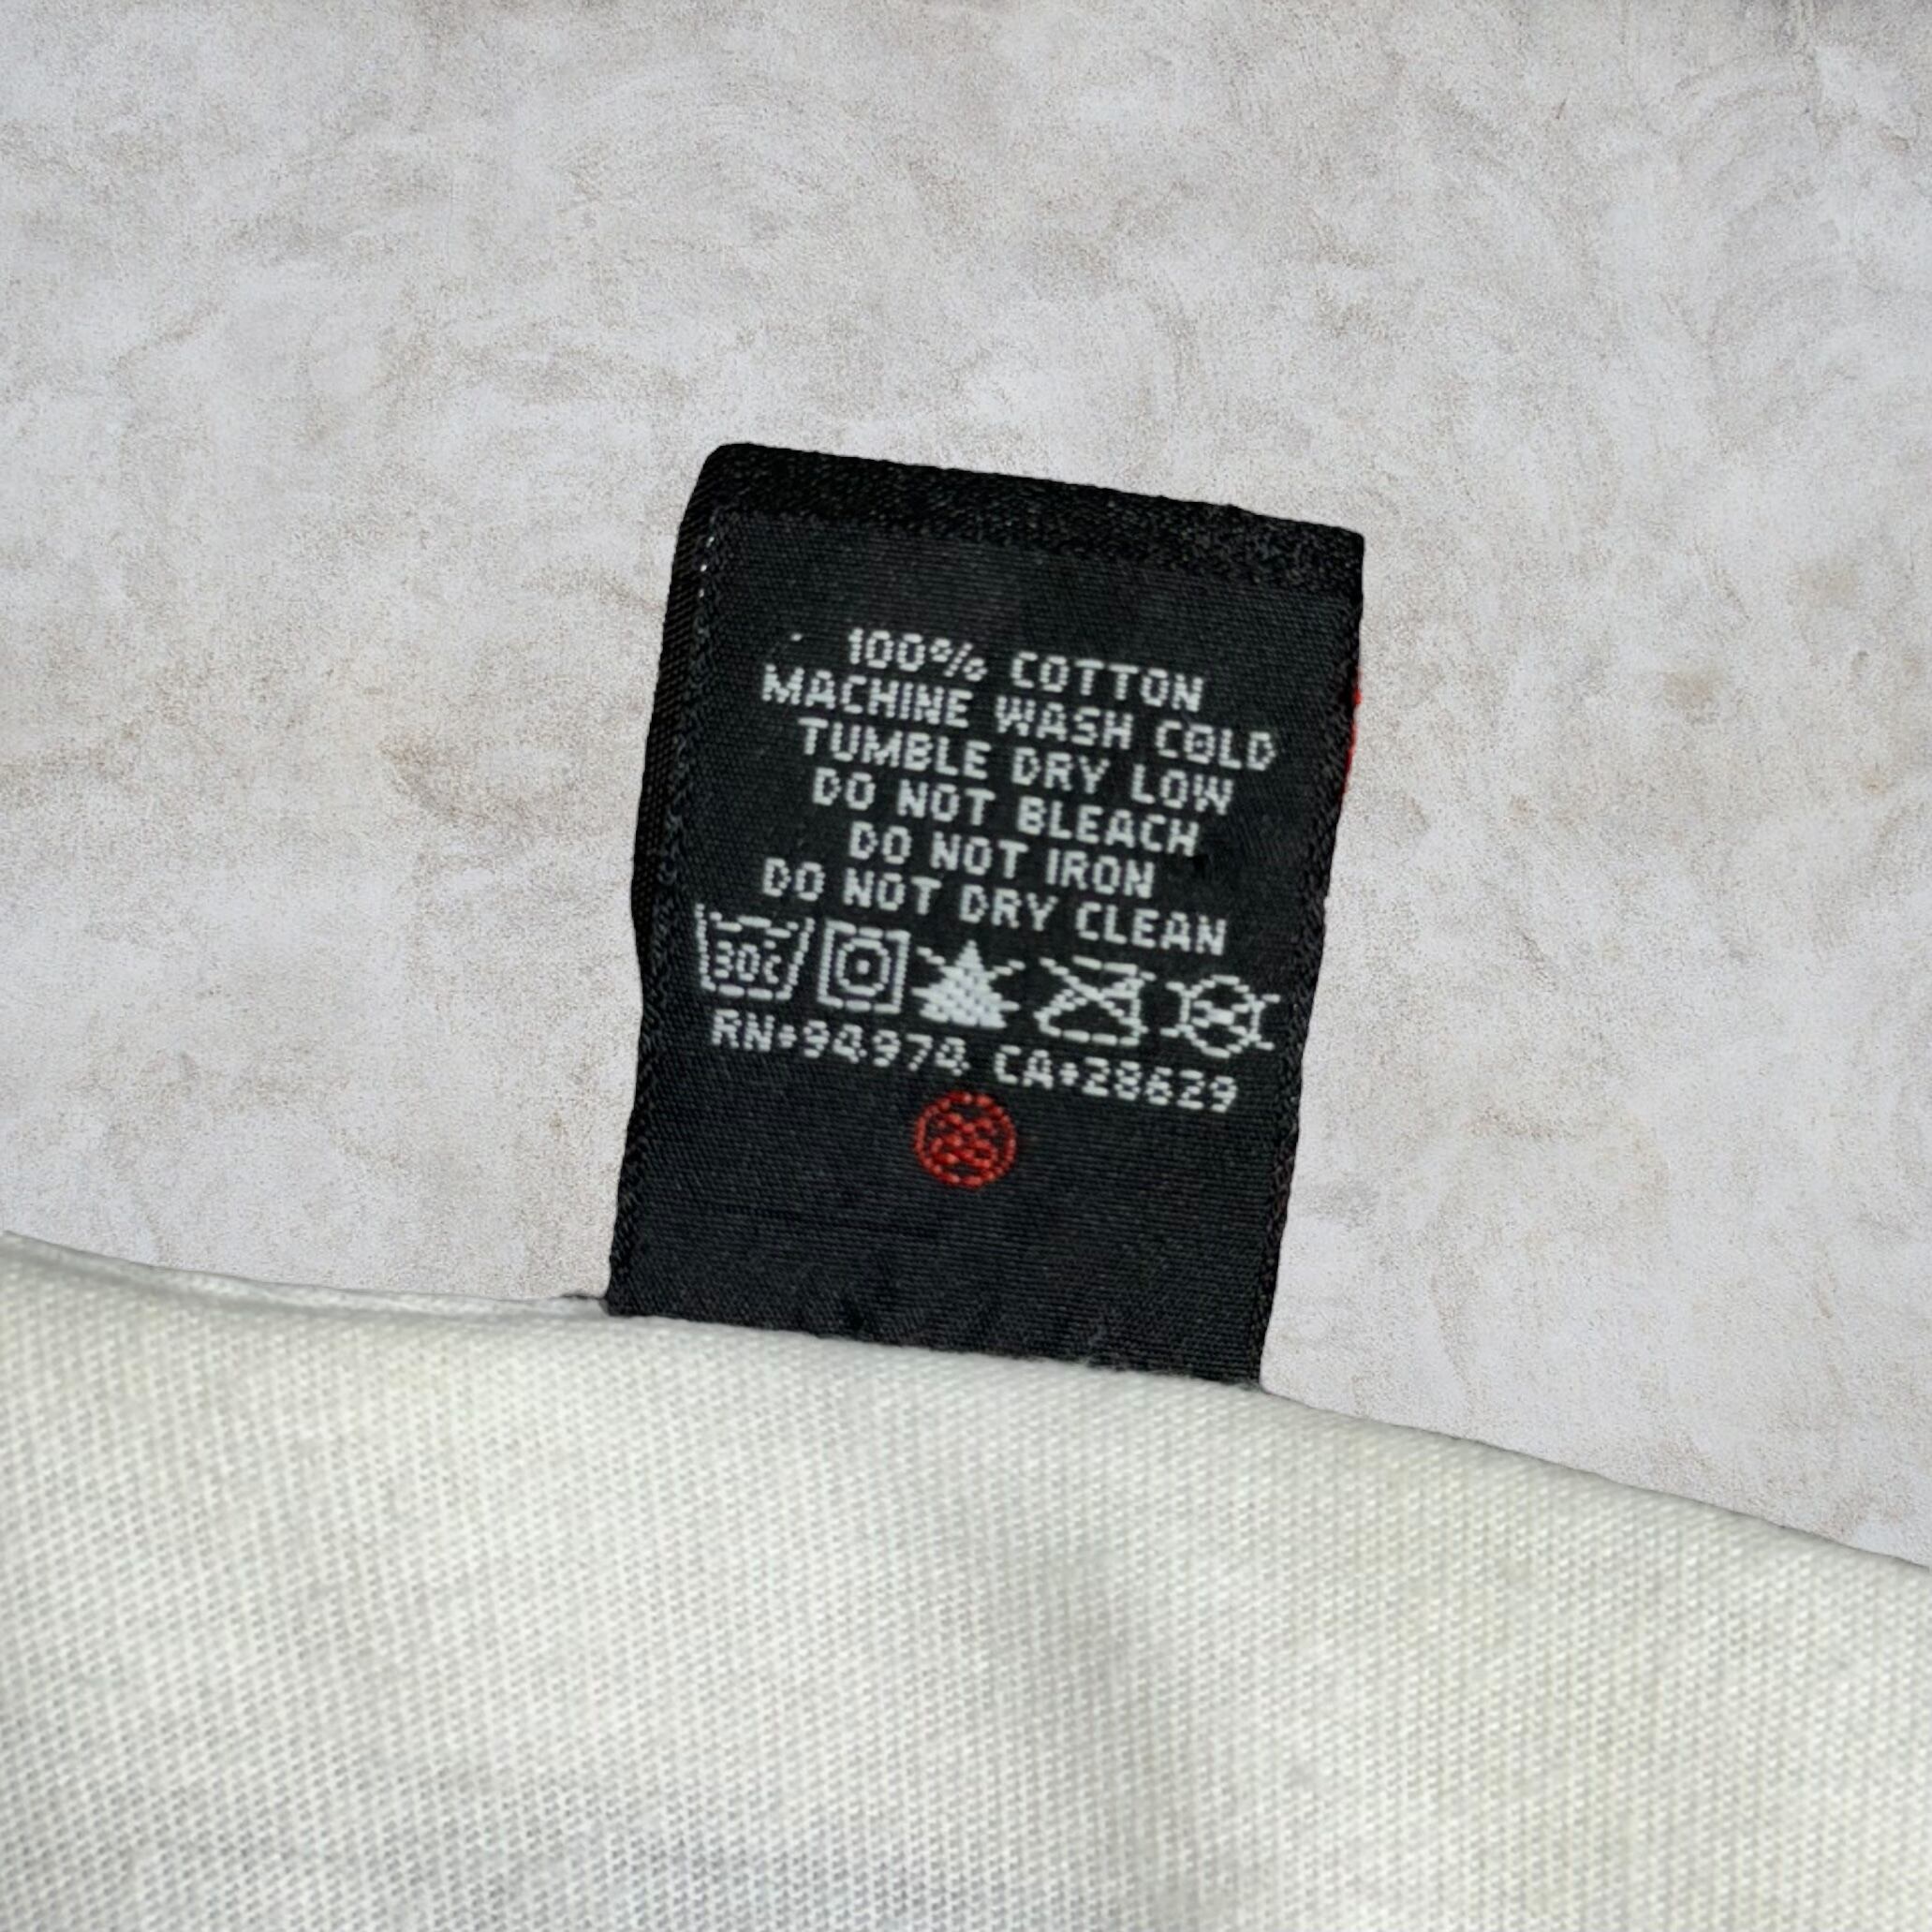 100% COTTON
MACHINE WASH COLD
TUMBLE DRY LOW
DO NOT BLEACH
DO NOT IRON
DO NOT DRY CLEAN
30c
RN#94974 CA#28629